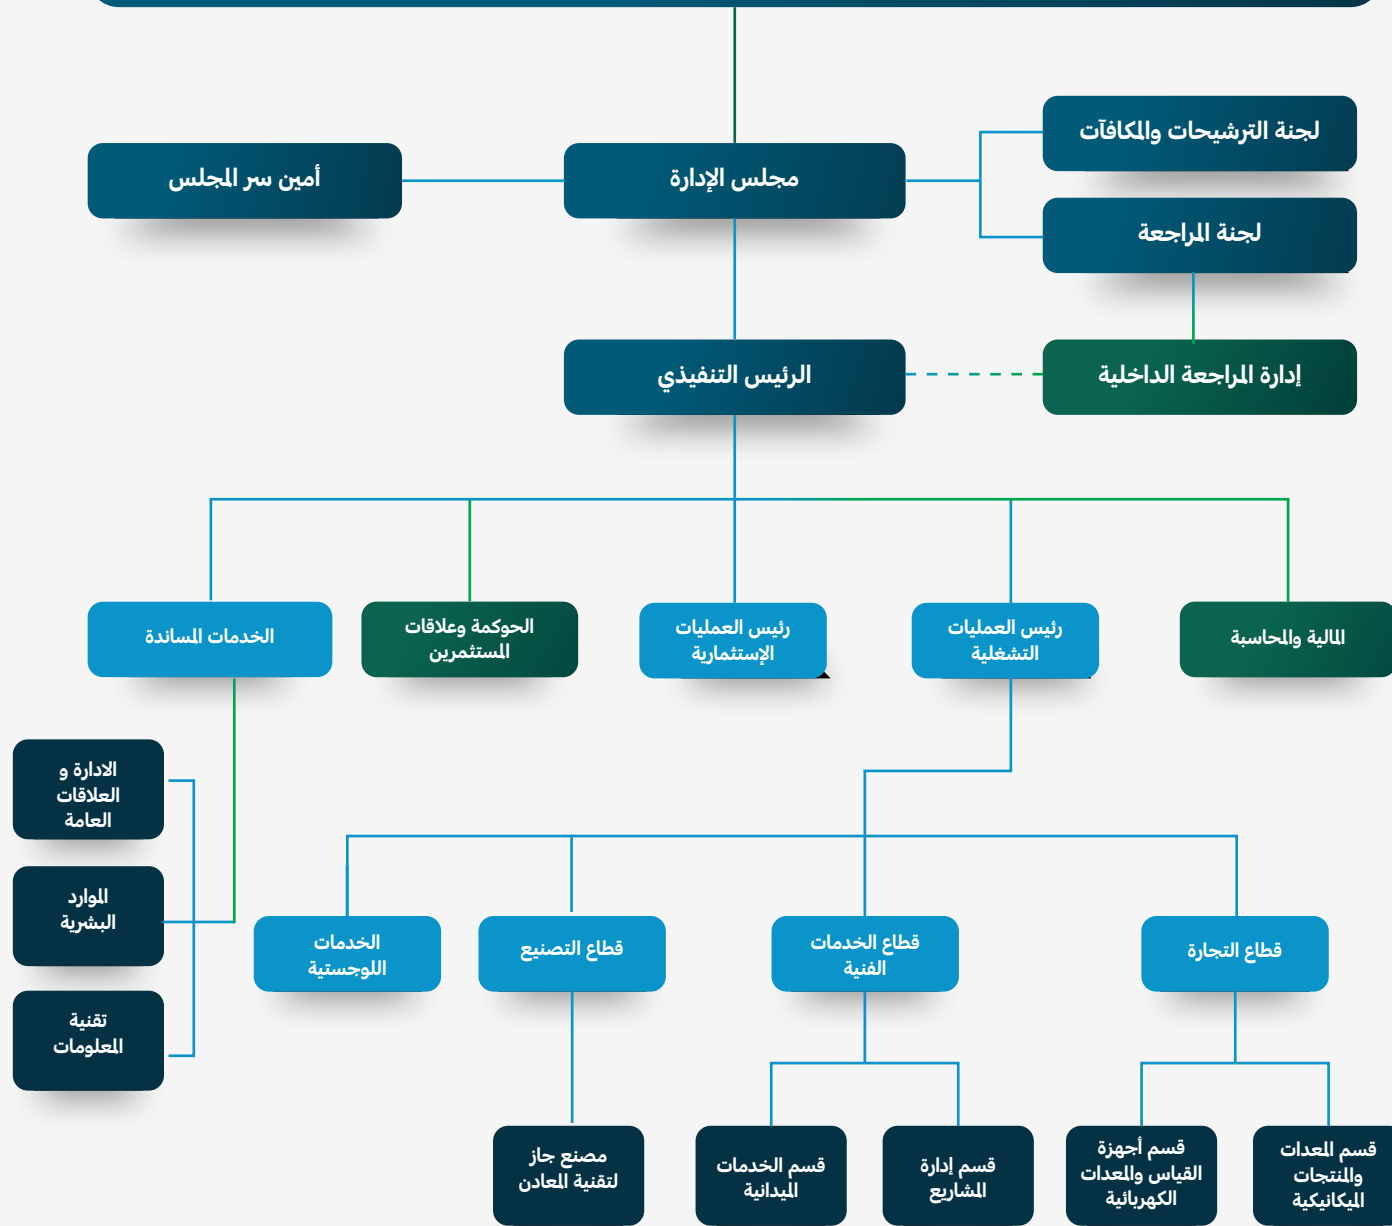 لجنة الترشيحات والمكافآت
مجلس الإدارة
أمين سر المجلس
لجنة المراجعة
إدارة المراجعة الداخلية
الرئيس التنفيذي
المالية والمحاسبة
رئيس العمليات
التشغلية
رئيس العمليات
الإستثمارية
الحوكمة وعلاقات
المستثمرين
الخدمات المساندة
الادارة و
العلاقات
العامة
الموارد
البشرية
تقنية
المعلومات
قطاع التجارة
قطاع الخدمات
الفنية
قطاع التصنيع
الخدمات
اللوجستية
قسم المعدات
والمنتجات
الميكانيكية
قسم أجهزة
القياس والمعدات
الكهربائية
قسم إدارة
المشاريع
قسم الخدمات
الميدانية
مصنع جاز
لتقنية المعادن